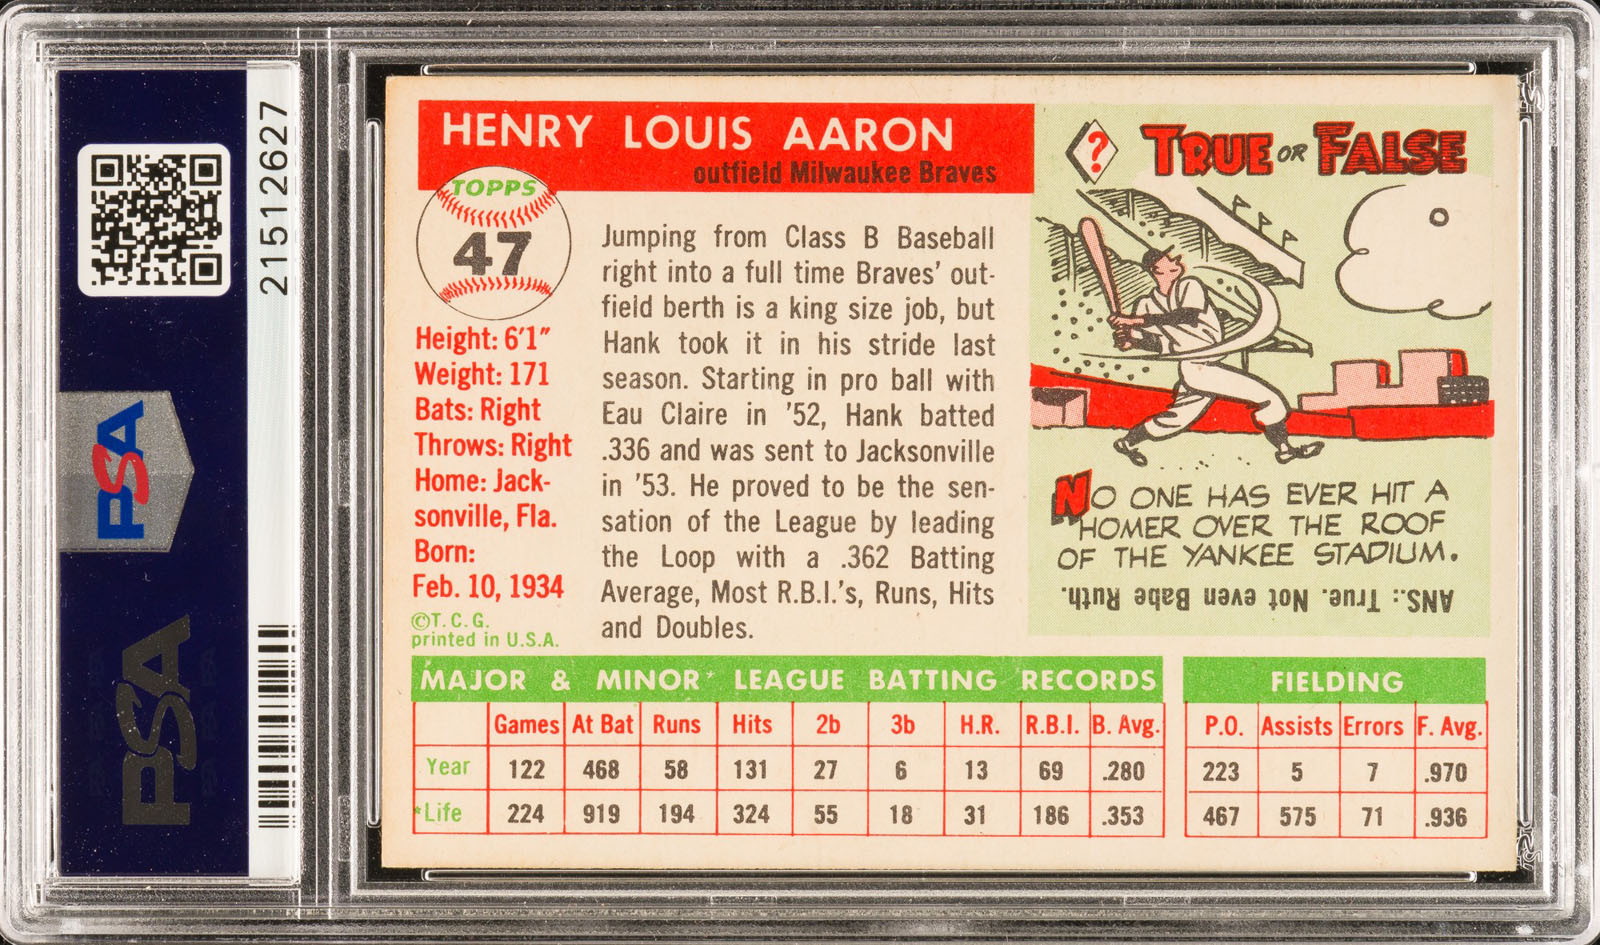 PSA
PSA
21512627
HENRY LOUIS AARON
outfield Milwaukee Braves
TOPPS
47
Height: 6'1"
Weight: 171
Bats: Right
Throws: Right
Home: Jack-
sonville, Fla.
Born:
Feb. 10, 1934
©T. C. G.
printed in U.S.A.
Jumping from Class B Baseball
right into a full time Braves' out-
field berth is a king size job, but
Hank took it in his stride last
season. Starting in pro ball with
Eau Claire in '52, Hank batted
.336 and was sent to Jacksonville
in '53. He proved to be the sen-
sation of the League by leading
the Loop with a .362 Batting
Average, Most R.B.I.'s, Runs, Hits
and Doubles.
? TRUE OR FALSE
NO ONE HAS EVER HIT A
HOMER OVER THE ROOF
OF THE YANKEE STADIUM.
ANS.: True. Not even Babe Ruth.
MAJOR & MINOR* LEAGUE BATTING RECORDS
Games At Bat Runs Hits 2b 3b H.R. R.B.I. B. Avg.
Year 122 468 58 131 27 6 13 69 .280
*Life 224 919 194 324 55 18 31 186 .353
FIELDING
P.O. Assists Errors F. Avg.
223 5 7 .970
467 575 71 .936